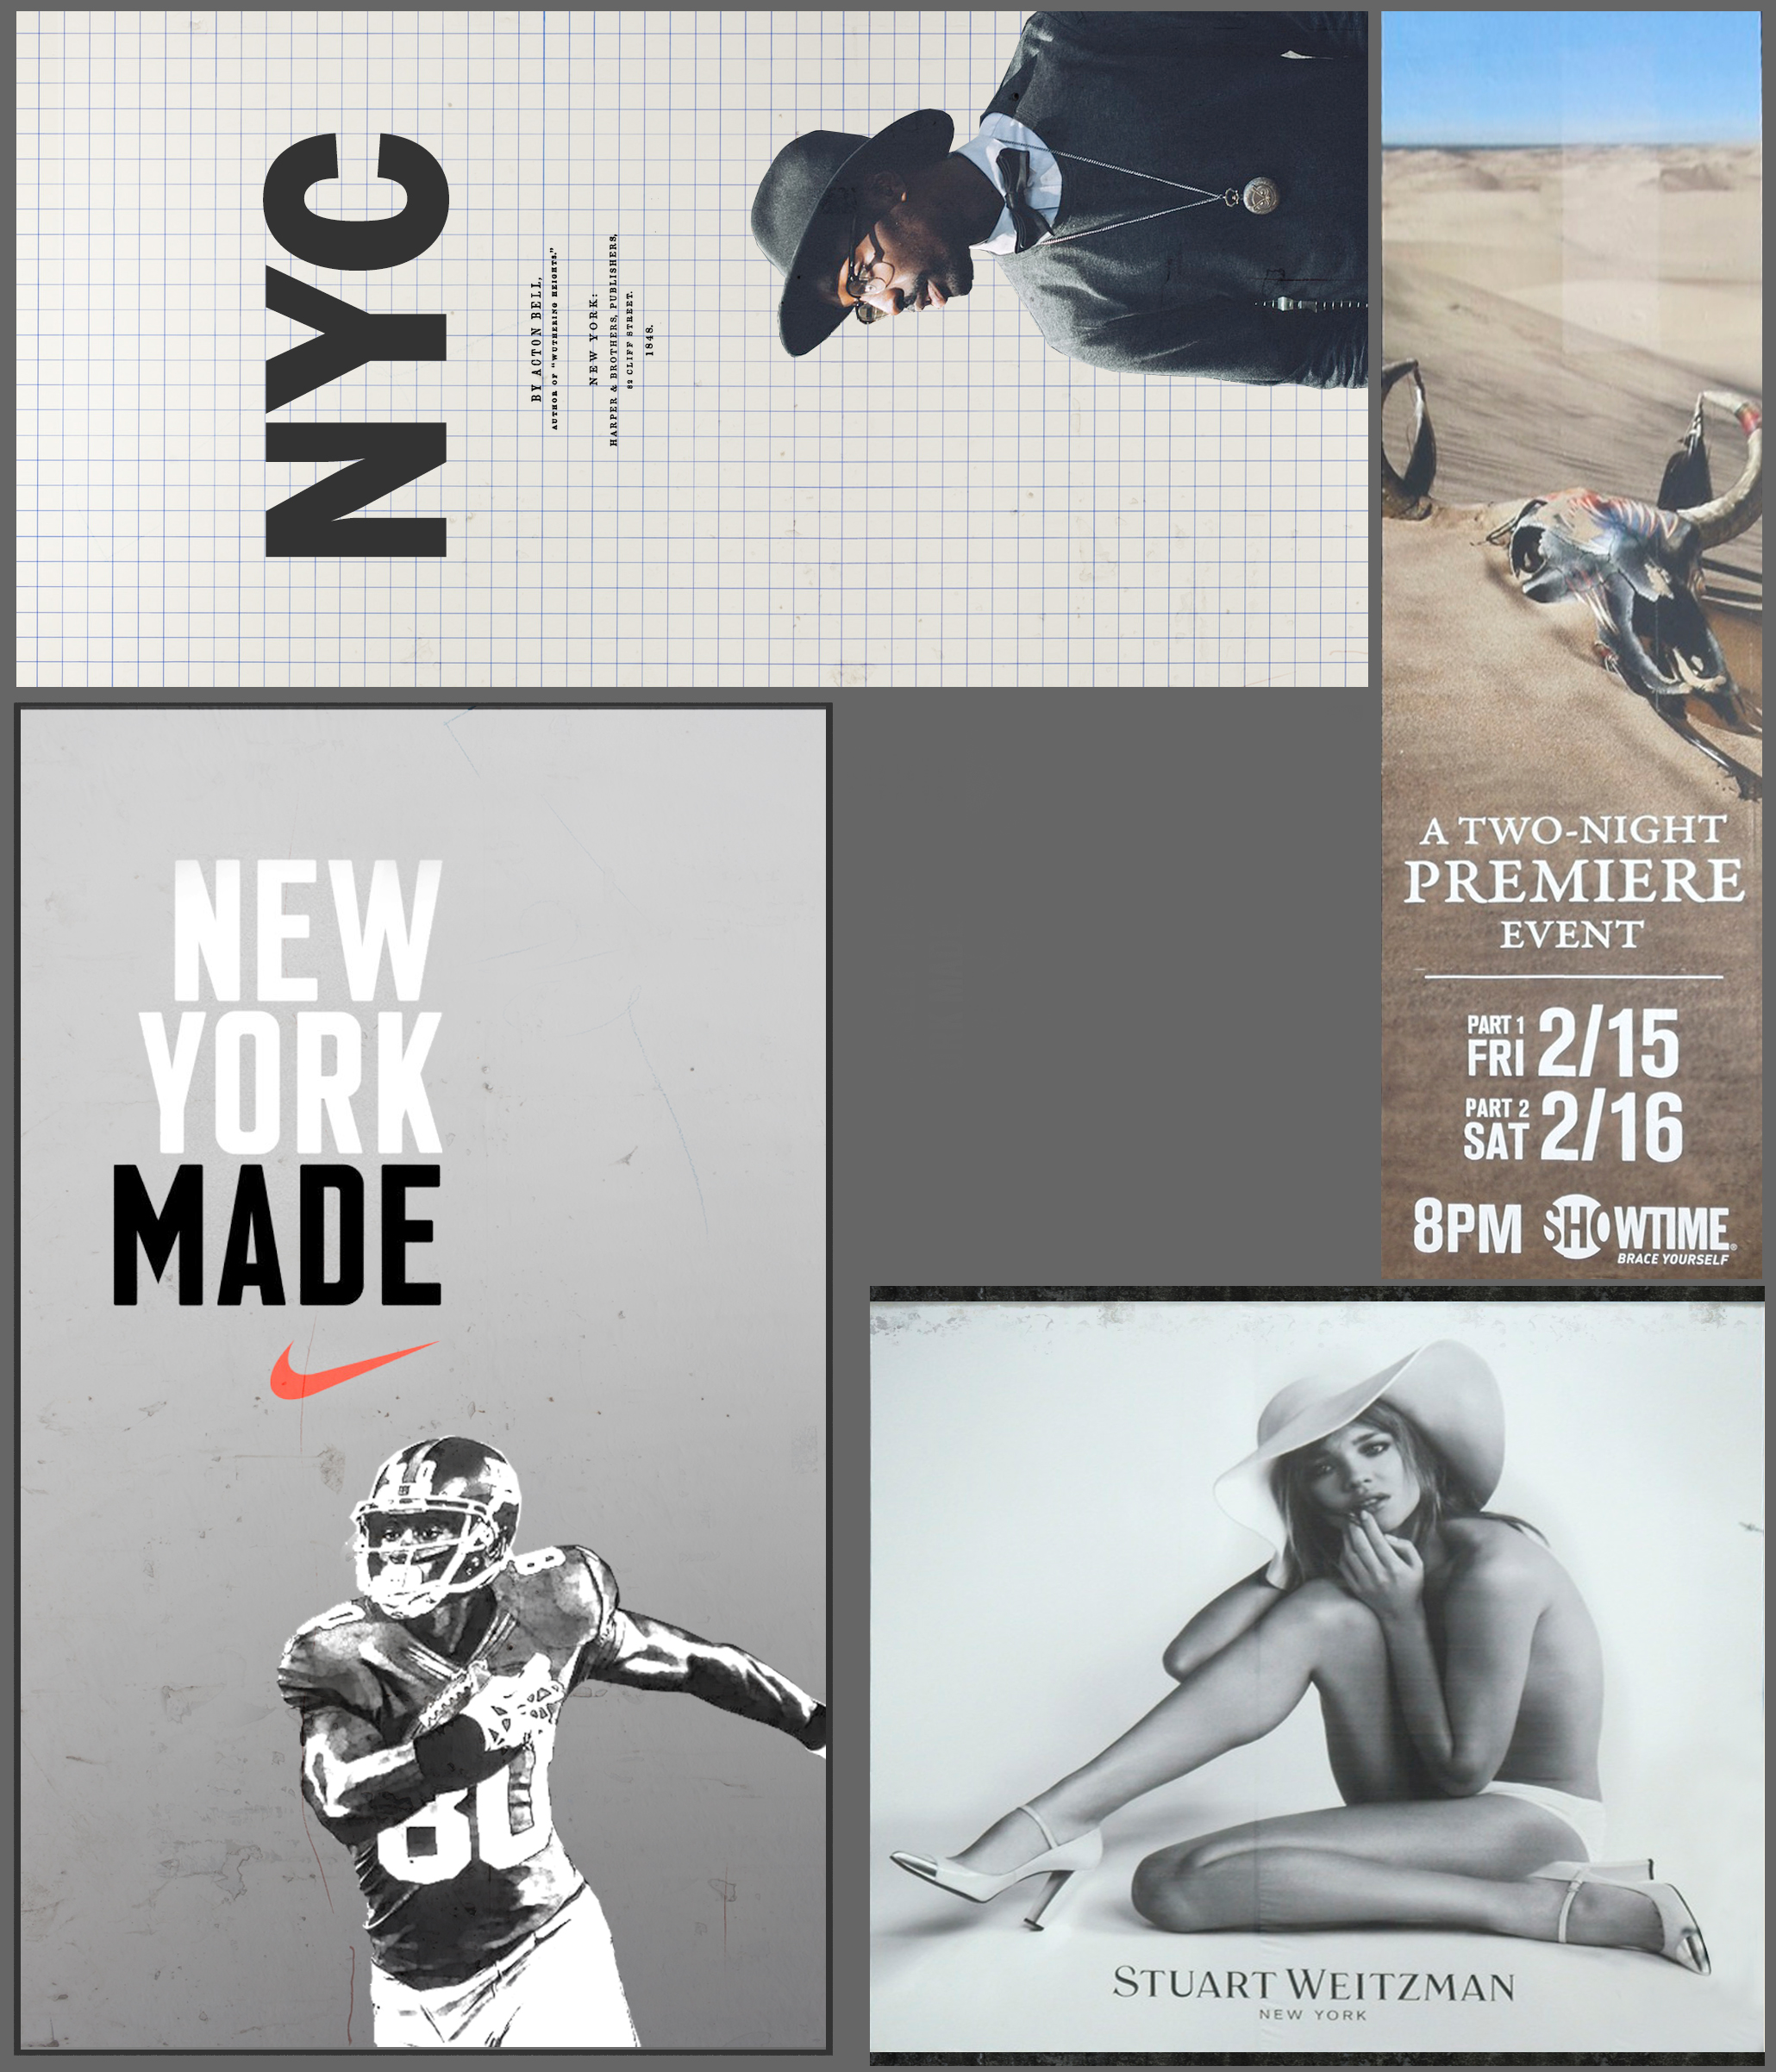 NYC
BY ACTON BELL,
AUTHOR OF "WUTHERING HEIGHTS."
NEW YORK:
HARPER & BROTHERS, PUBLISHERS,
82 CLIFF STREET.
1848.
A TWO-NIGHT
PREMIERE
EVENT
PART 1
FRI 2/15
PART 2
SAT 2/16
8PM SHOWTIME®
BRACE YOURSELF
NEW
YORK
MADE
80
STUART WEITZMAN
NEW YORK